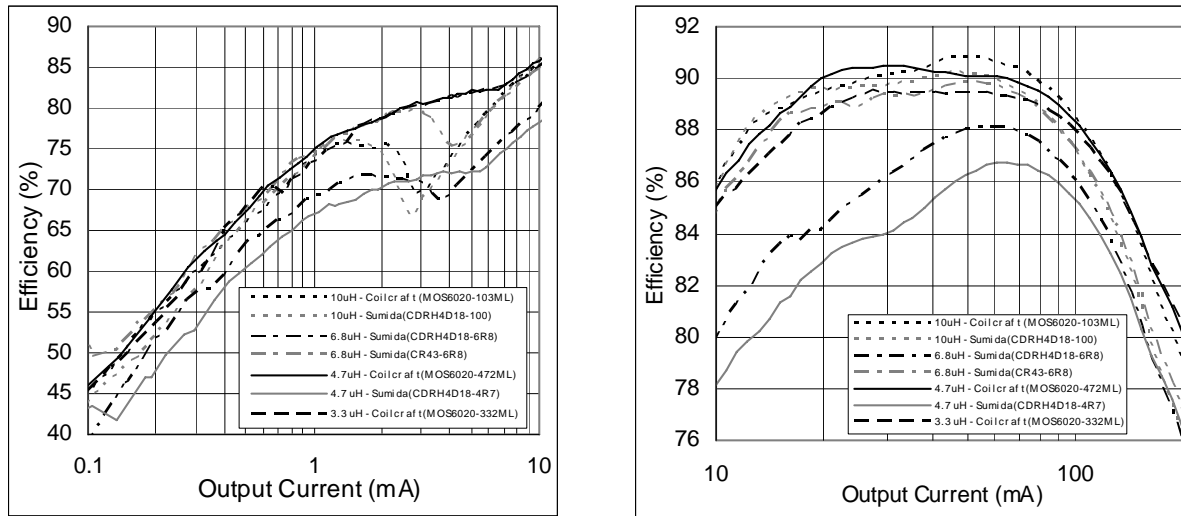 90
85
80
75
70
65
60
55
50
45
40
Efficiency (%)
10uH - Coilcraft (MOS6020-103ML)
10uH - Sumida(CDRH4D18-100)
6.8uH - Sumida(CDRH4D18-6R8)
6.8uH - Sumida(CR43-6R8)
4.7uH - Coilcraft(MOS6020-472ML)
4.7 uH - Sumida(CDRH4D18-4R7)
3.3 uH - Coilcraft(MOS6020-332ML)
0.1
1
10
Output Current (mA)
92
90
88
86
84
82
80
78
76
Efficiency (%)
10uH - Coilcraft (MOS6020-103ML)
10uH - Sumida(CDRH4D18-100)
6.8uH - Sumida(CDRH4D18-6R8)
6.8uH - Sumida(CR43-6R8)
4.7uH - Coilcraft(MOS6020-472ML)
4.7 uH - Sumida(CDRH4D18-4R7)
3.3 uH - Coilcraft(MOS6020-332ML)
10
100
Output Current (mA)